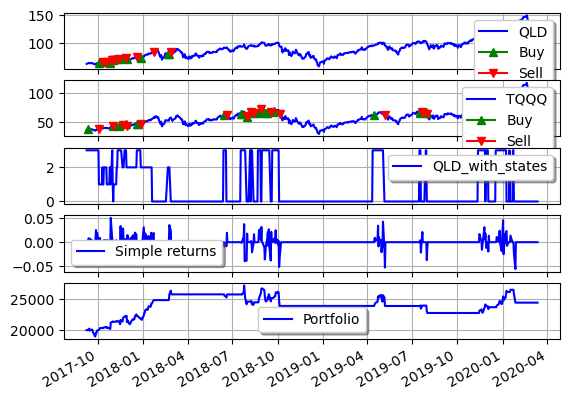 150
100
QLD
Buy
Sell
100
50
TQQQ
Buy
Sell
2
0
QLD_with_states
0.05
0.00
−0.05
Simple returns
25000
20000
Portfolio
2017-10
2018-01
2018-04
2018-07
2018-10
2019-01
2019-04
2019-07
2019-10
2020-01
2020-04